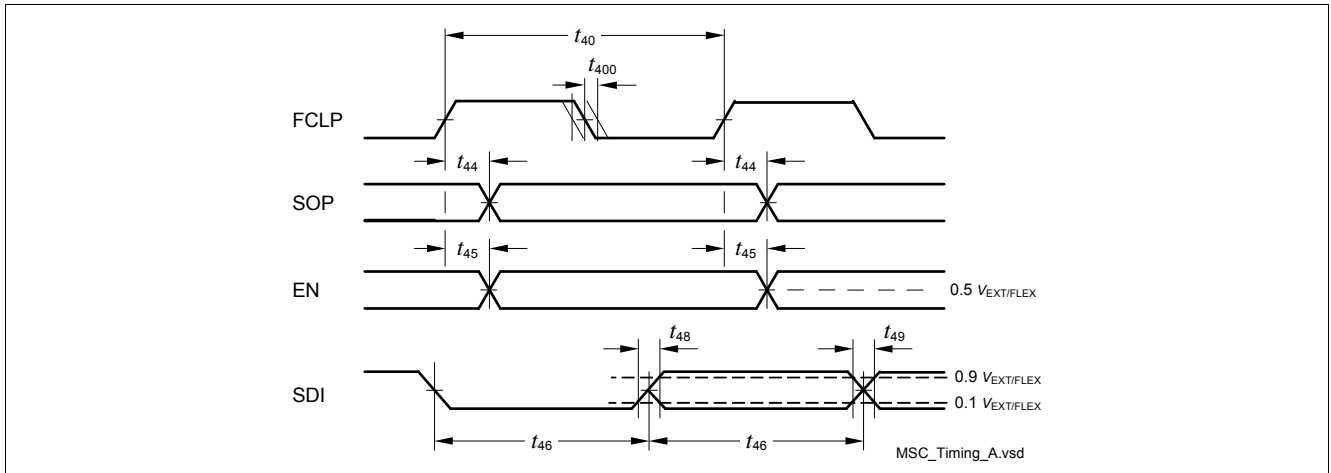 t40
t400
FCLP
t44 t44
SOP
t45 t45
EN
0.5 VEXT/FLEX
t48 t49
SDI
0.9 VEXT/FLEX
0.1 VEXT/FLEX
t46 t46
MSC_Timing_A.vsd